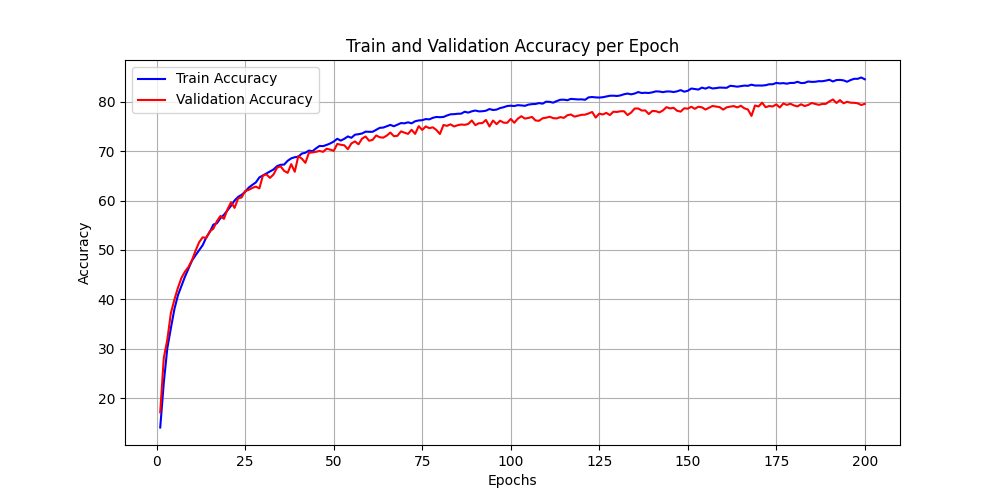 Train and Validation Accuracy per Epoch
Train Accuracy
Validation Accuracy
80
70
60
50
40
30
20
Accuracy
0 25 50 75 100 125 150 175 200
Epochs